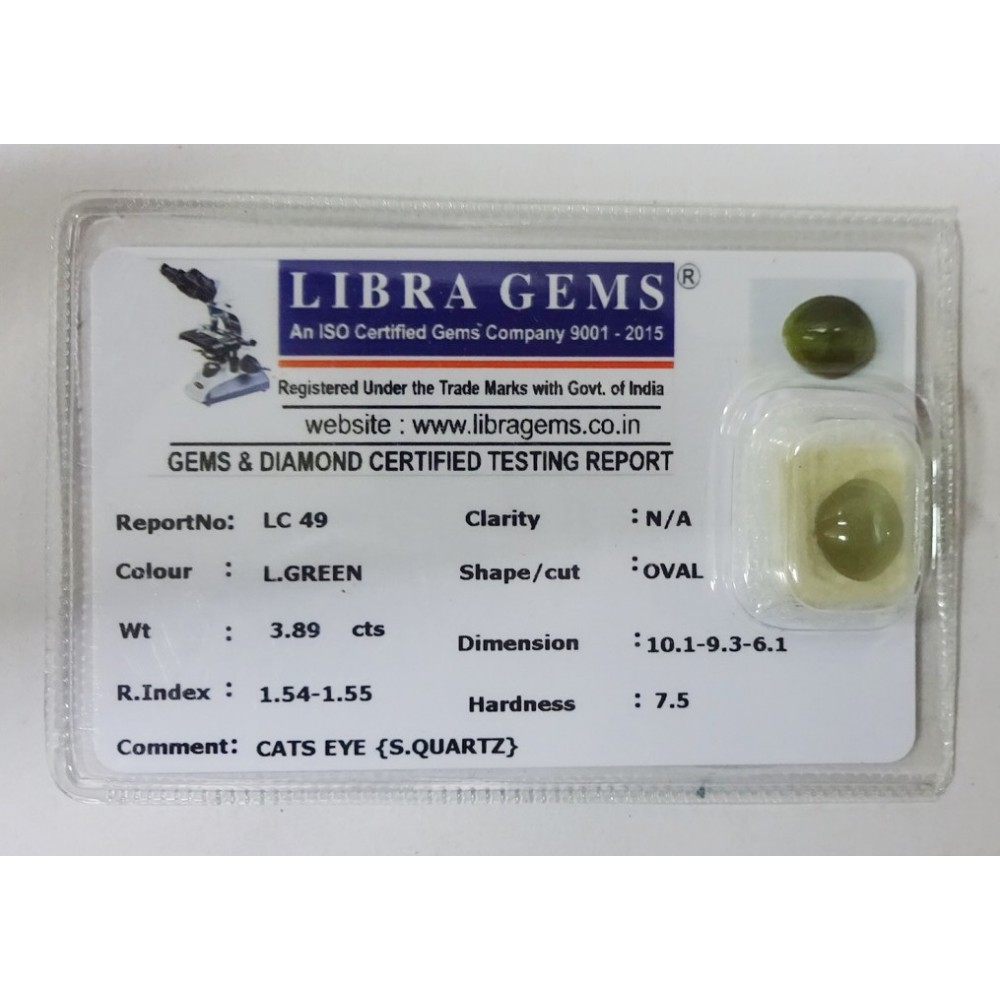 LIBRA GEMS ®
An ISO Certified Gems Company 9001 - 2015
Registered Under the Trade Marks with Govt. of India
website : www.libragems.co.in
GEMS & DIAMOND CERTIFIED TESTING REPORT
ReportNo: LC 49 Clarity : N/A
Colour : L.GREEN Shape/cut : OVAL
Wt : 3.89 cts Dimension : 10.1-9.3-6.1
R.Index : 1.54-1.55 Hardness : 7.5
Comment: CATS EYE {S.QUARTZ}